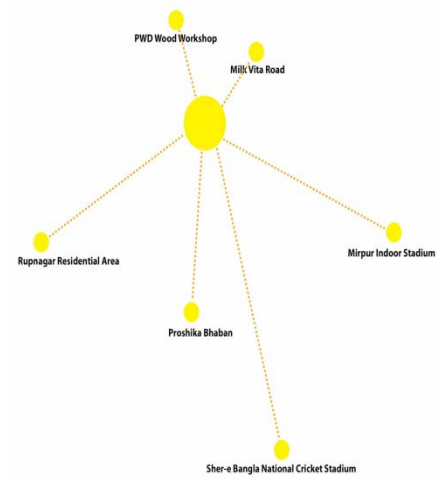 PWD Wood Workshop
Milk Vita Road
Rupnagar Residential Area
Mirpur Indoor Stadium
Proshika Bhaban
Sher-e Bangla National Cricket Stadium